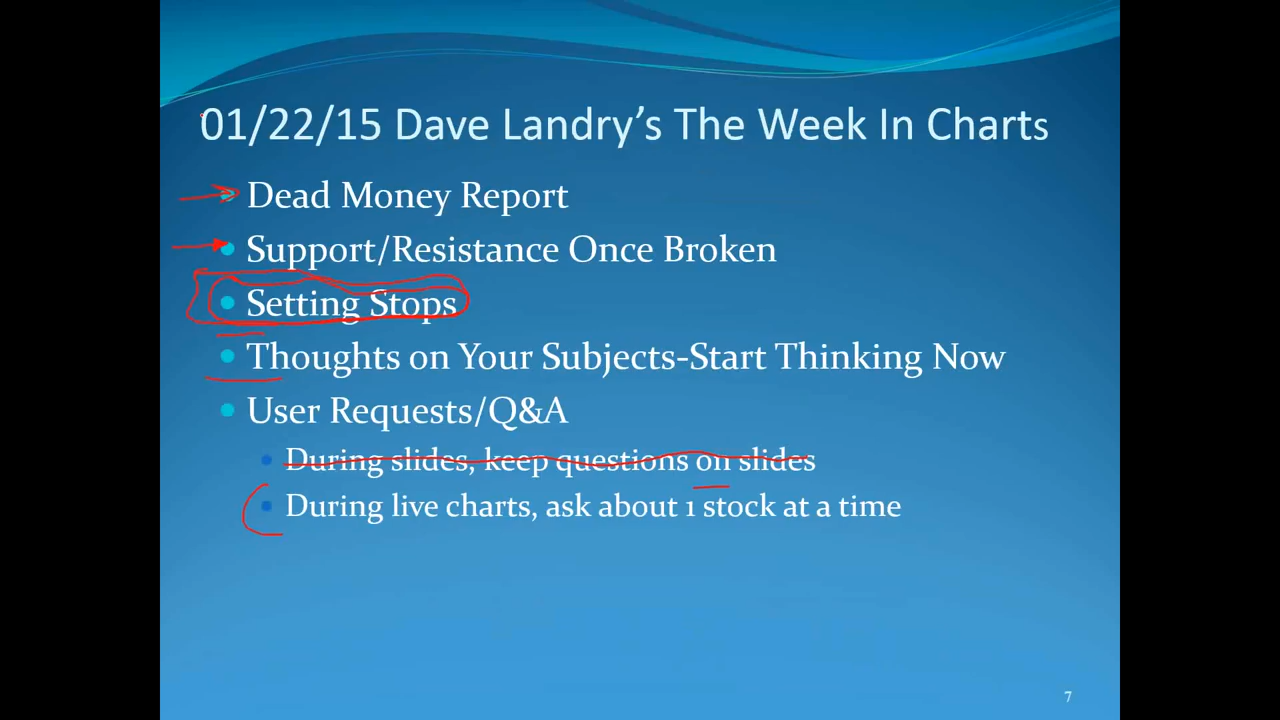 01/22/15 Dave Landry’s The Week In Charts
Dead Money Report
Support/Resistance Once Broken
Setting Stops
Thoughts on Your Subjects-Start Thinking Now
User Requests/Q&A
During slides, keep questions on slides
During live charts, ask about 1 stock at a time
7